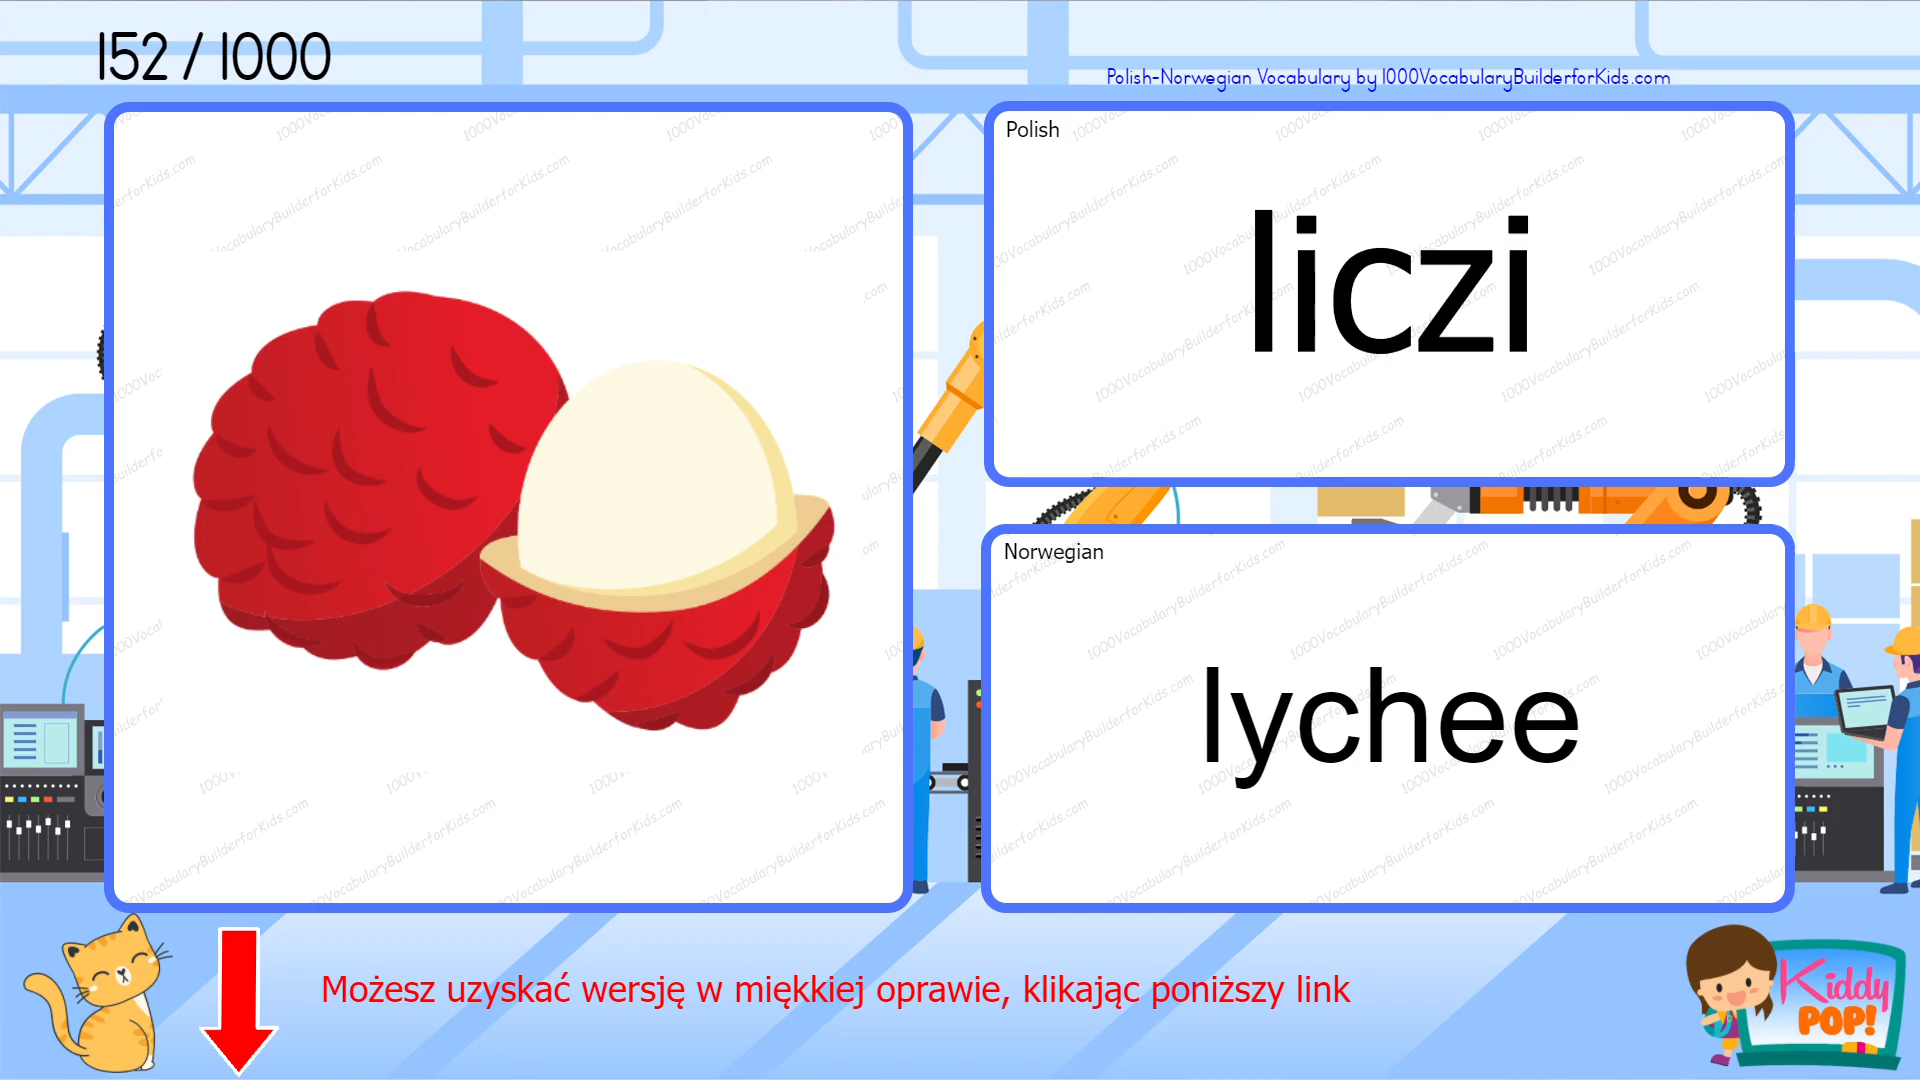 152 / 1000
Polish-Norwegian Vocabulary by 1000VocabularyBuilderforKids.com
Polish
liczi
Norwegian
lychee
Możesz uzyskać wersję w miękkiej oprawie, klikając poniższy link
Kiddy
POP!